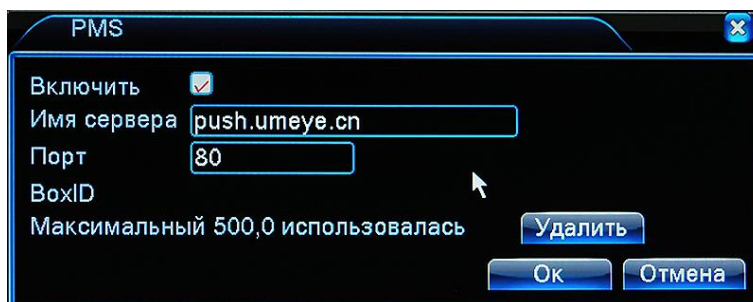 PMS
Включить
Имя сервера push.umeye.cn
Порт 80
BoxID
Максимальный 500,0 использовалась Удалить
Ок Отмена